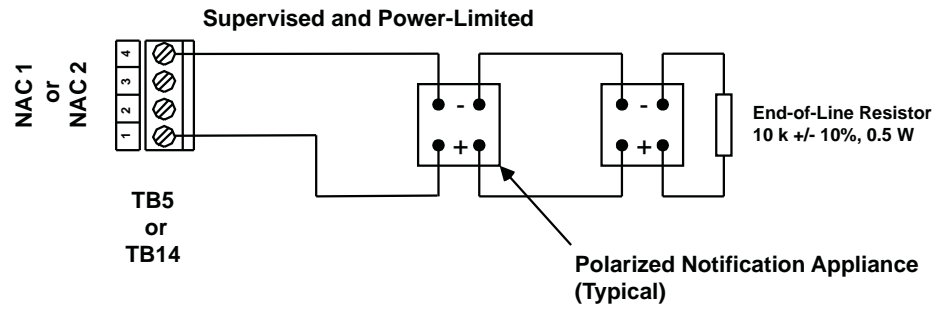 Supervised and Power-Limited
NAC 1
or
NAC 2
4
3
2
1
- 
+
-
+
End-of-Line Resistor
10 k +/- 10%, 0.5 W
TB5
or
TB14
Polarized Notification Appliance
(Typical)